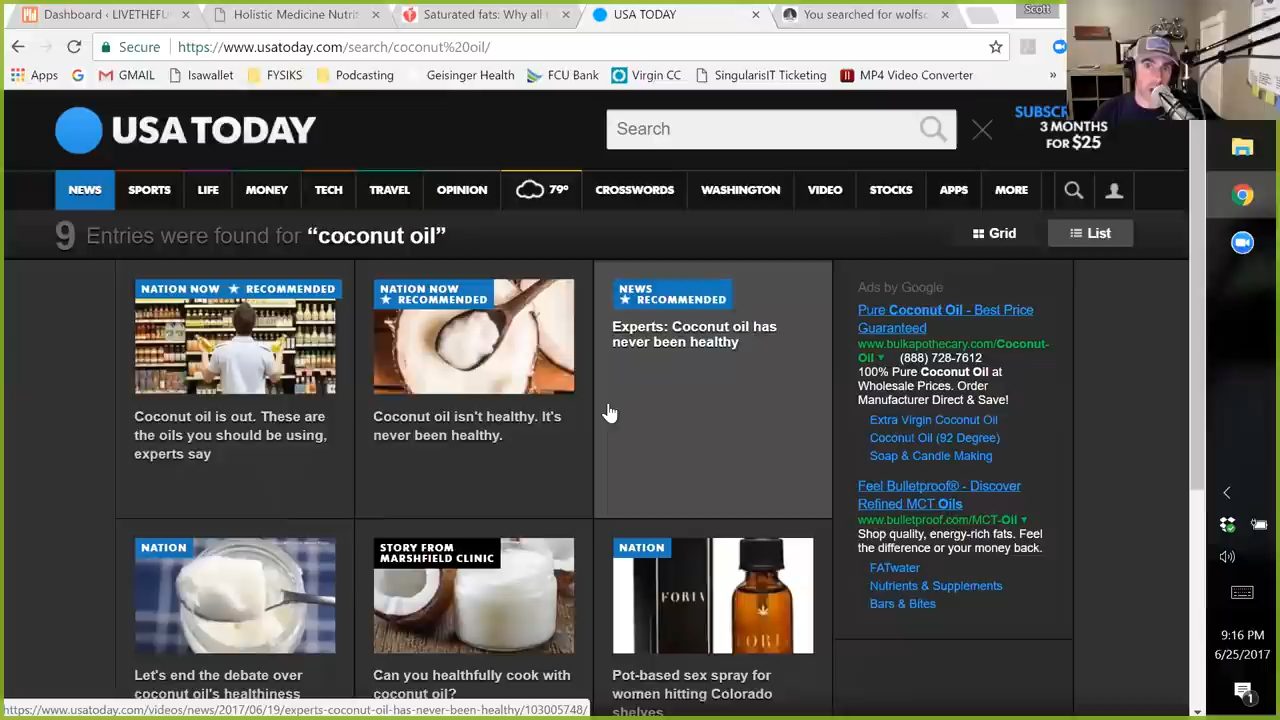 Dashboard ‹ LIVETHEFU
Holistic Medicine Nutri
Saturated fats: Why all
USA TODAY
You searched for wolfsc
Scott
Secure
https://www.usatoday.com/search/coconut%20oil/
Apps
GMAIL
Isawallet
FYSIKS
Podcasting
Geisinger Health
FCU Bank
Virgin CC
SingularisIT Ticketing
MP4 Video Converter
»
USA TODAY
Search
SUBSCR
3 MONTHS
FOR $25
NEWS
SPORTS
LIFE
MONEY
TECH
TRAVEL
OPINION
79º
CROSSWORDS
WASHINGTON
VIDEO
STOCKS
APPS
MORE
9 Entries were found for “coconut oil”
Grid
List
NATION NOW ★ RECOMMENDED
Coconut oil is out. These are
the oils you should be using,
experts say
NATION NOW
★ RECOMMENDED
Coconut oil isn't healthy. It's
never been healthy.
NEWS
★ RECOMMENDED
Experts: Coconut oil has
never been healthy
Ads by Google
Pure Coconut Oil - Best Price
Guaranteed
www.bulkapothecary.com/Coconut-
Oil ▾ (888) 728-7612
100% Pure Coconut Oil at
Wholesale Prices. Order
Manufacturer Direct & Save!
Extra Virgin Coconut Oil
Coconut Oil (92 Degree)
Soap & Candle Making
Feel Bulletproof® - Discover
Refined MCT Oils
www.bulletproof.com/MCT-Oil ▾
Shop quality, energy-rich fats. Feel
the difference or your money back.
FATwater
Nutrients & Supplements
Bars & Bites
NATION
Let's end the debate over
coconut oil's healthiness
STORY FROM
MARSHFIELD CLINIC
Can you healthfully cook with
coconut oil?
NATION
FORIA
FORIA
Pot-based sex spray for
women hitting Colorado
shelves
https://www.usatoday.com/videos/news/2017/06/19/experts-coconut-oil-has-never-been-healthy/103005748/
9:16 PM
6/25/2017
1